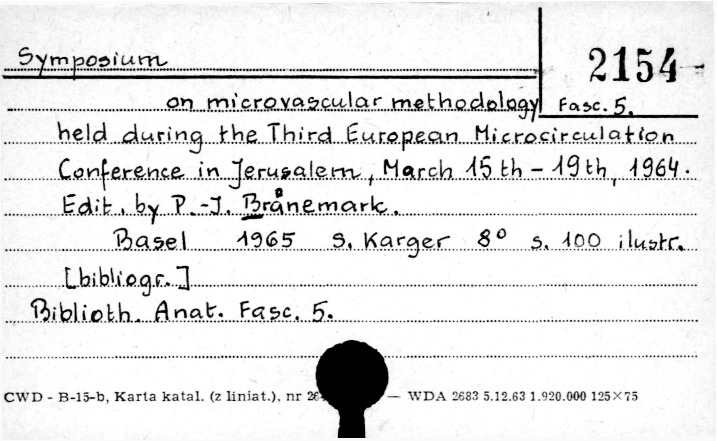 Symposium 2154
on microvascular methodology Fasc. 5.
held during the Third European Microcirculation
Conference in Jerusalem, March 15th - 19th, 1964.
Edit. by P.-I. Brånemark.
Basel 1965 S. Karger 8° s. 100 ilustr.
[bibliogr.]
Biblioth. Anat. Fasc. 5.
CWD - B-15-b, Karta katal. (z liniat.), nr — WDA 2683 5.12.63 1.920.000 125×75